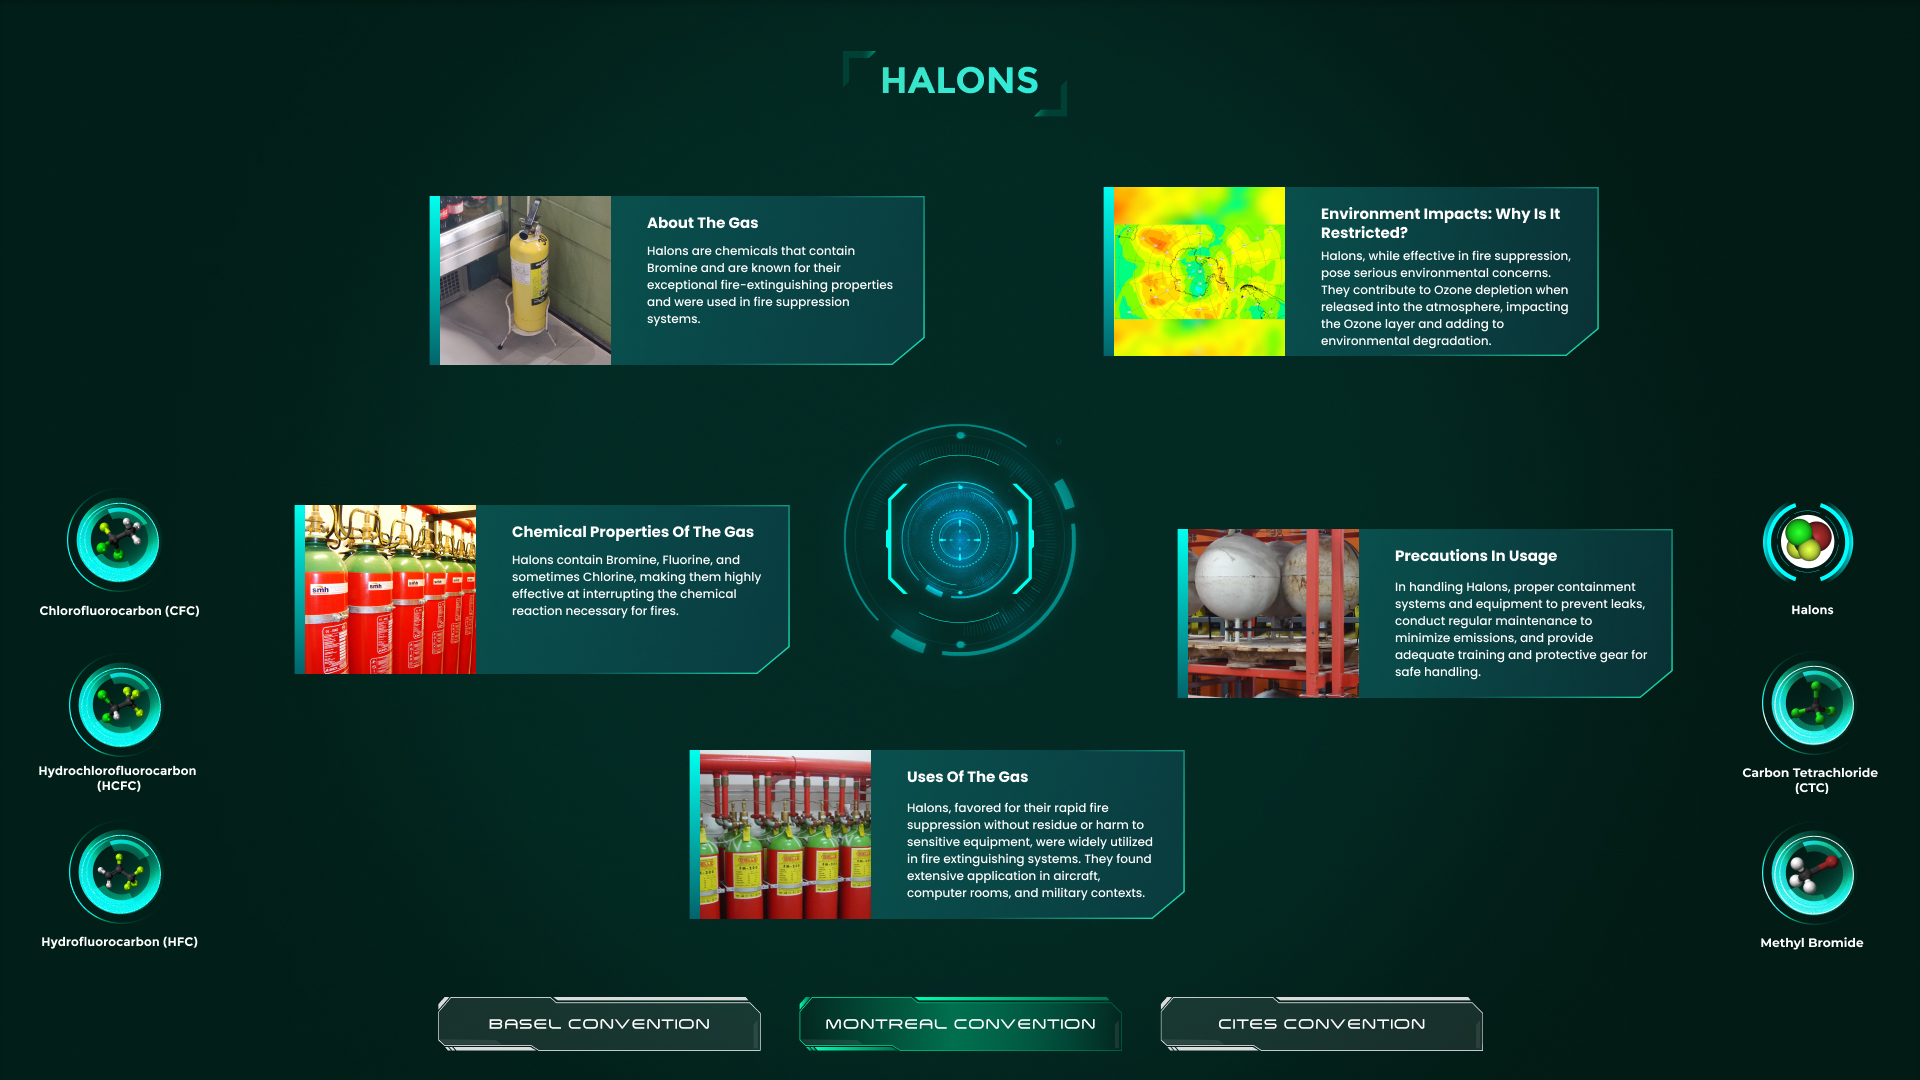 HALONS
About The Gas
Halons are chemicals that contain
Bromine and are known for their
exceptional fire-extinguishing properties
and were used in fire suppression
systems.
Environment Impacts: Why Is It
Restricted?
Halons, while effective in fire suppression,
pose serious environmental concerns.
They contribute to Ozone depletion when
released into the atmosphere, impacting
the Ozone layer and adding to
environmental degradation.
Chemical Properties Of The Gas
Halons contain Bromine, Fluorine, and
sometimes Chlorine, making them highly
effective at interrupting the chemical
reaction necessary for fires.
smh
smh
smh
Precautions In Usage
In handling Halons, proper containment
systems and equipment to prevent leaks,
conduct regular maintenance to
minimize emissions, and provide
adequate training and protective gear for
safe handling.
Uses Of The Gas
Halons, favored for their rapid fire
suppression without residue or harm to
sensitive equipment, were widely utilized
in fire extinguishing systems. They found
extensive application in aircraft,
computer rooms, and military contexts.
Chlorofluorocarbon (CFC)
Hydrochlorofluorocarbon
(HCFC)
Hydrofluorocarbon (HFC)
Halons
Carbon Tetrachloride
(CTC)
Methyl Bromide
BASEL CONVENTION
MONTREAL CONVENTION
CITES CONVENTION